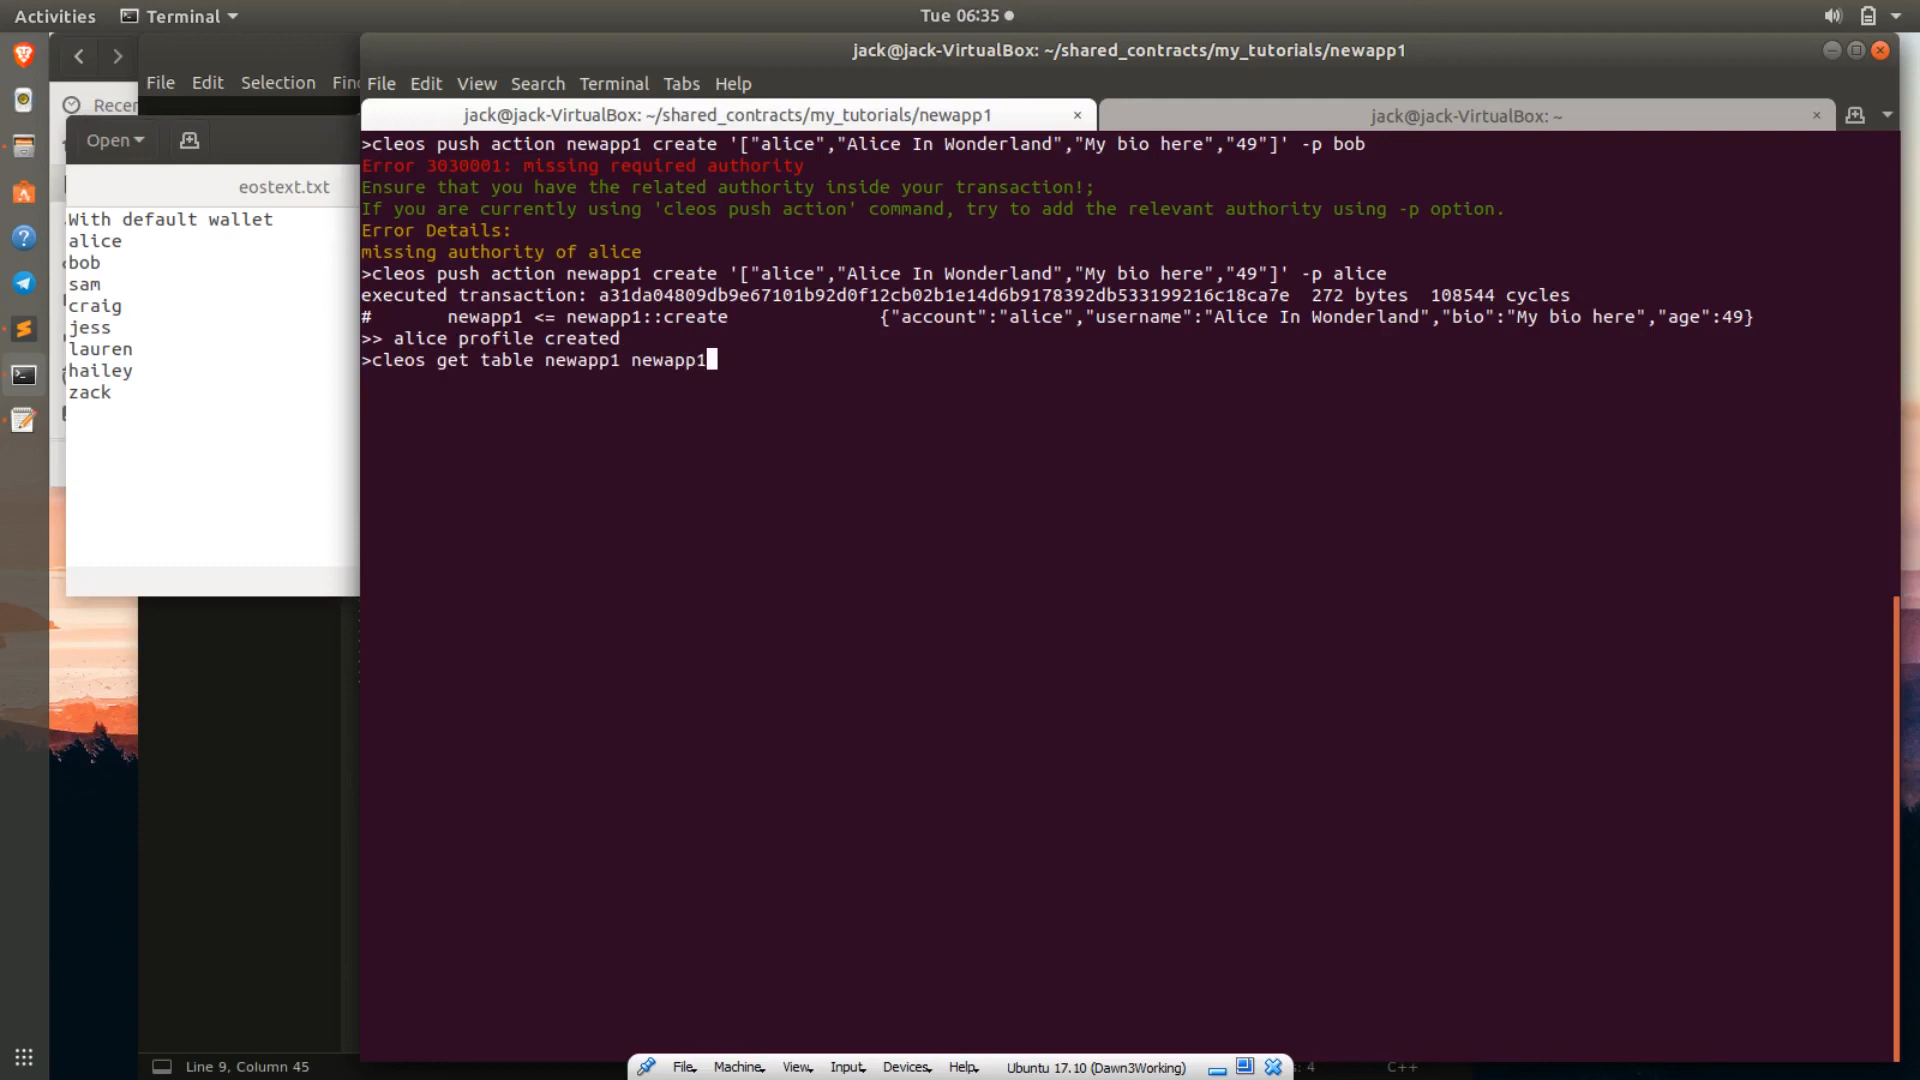 Activities
Terminal
Tue 06:35
jack@jack-VirtualBox: ~/shared_contracts/my_tutorials/newapp1
File Edit Selection
File Edit View Search Terminal Tabs Help
Recen
jack@jack-VirtualBox: ~/shared_contracts/my_tutorials/newapp1 ×
jack@jack-VirtualBox: ~ ×
Open
eostext.txt
With default wallet
alice
bob
sam
craig
jess
lauren
hailey
zack
>cleos push action newapp1 create '["alice","Alice In Wonderland","My bio here","49"]' -p bob
Error 3030001: missing required authority
Ensure that you have the related authority inside your transaction!;
If you are currently using 'cleos push action' command, try to add the relevant authority using -p option.
Error Details:
missing authority of alice
>cleos push action newapp1 create '["alice","Alice In Wonderland","My bio here","49"]' -p alice
executed transaction: a31da04809db9e67101b92d0f12cb02b1e14d6b9178392db533199216c18ca7e 272 bytes 108544 cycles
# newapp1 <= newapp1::create {"account":"alice","username":"Alice In Wonderland","bio":"My bio here","age":49}
>> alice profile created
>cleos get table newapp1 newapp1
Line 9, Column 45
File Machine View Input Devices Help Ubuntu 17.10 (Dawn3Working)
: 4
C++